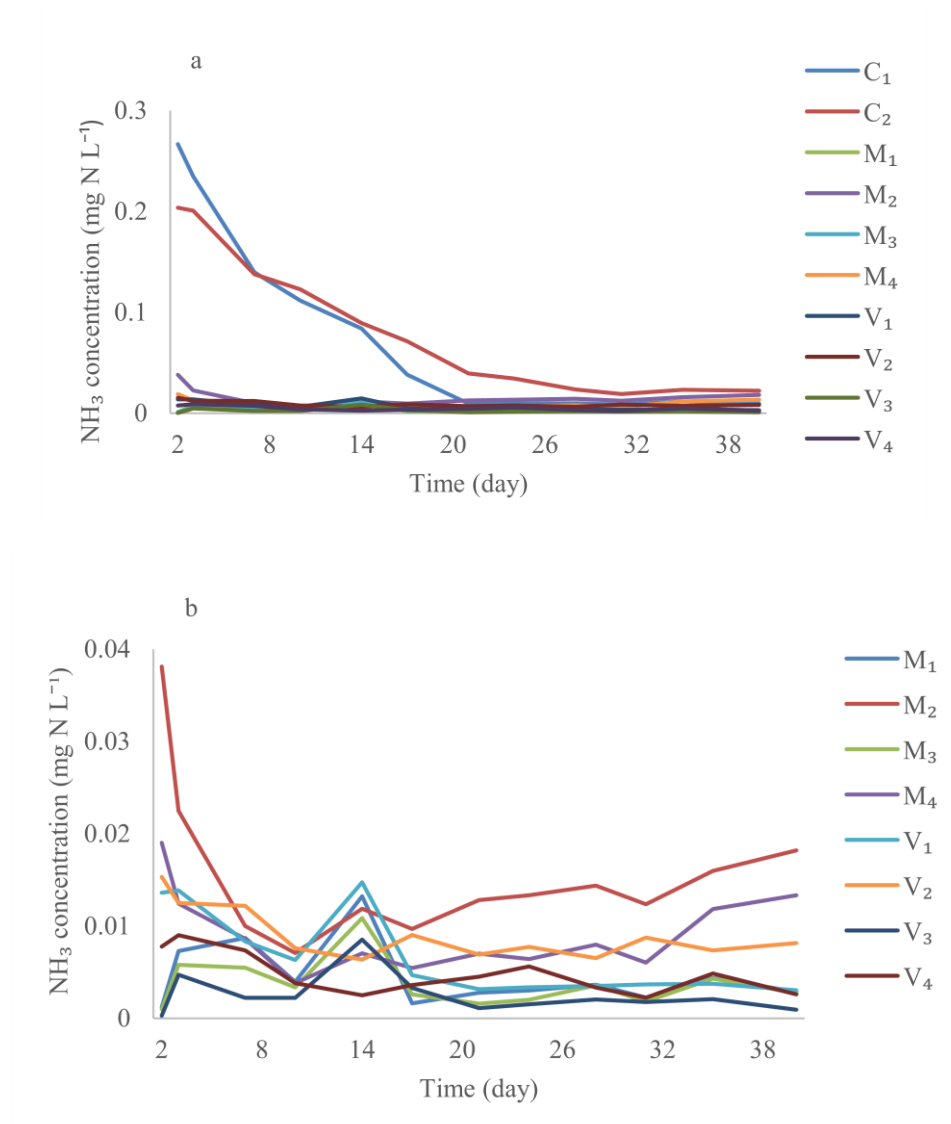 a
NH₃ concentration (mg N L⁻¹)
0.3
0.2
0.1
0
2 8 14 20 26 32 38
Time (day)
C₁
C₂
M₁
M₂
M₃
M₄
V₁
V₂
V₃
V₄
b
NH₃ concentration (mg N L⁻¹)
0.04
0.03
0.02
0.01
0
2 8 14 20 26 32 38
Time (day)
M₁
M₂
M₃
M₄
V₁
V₂
V₃
V₄